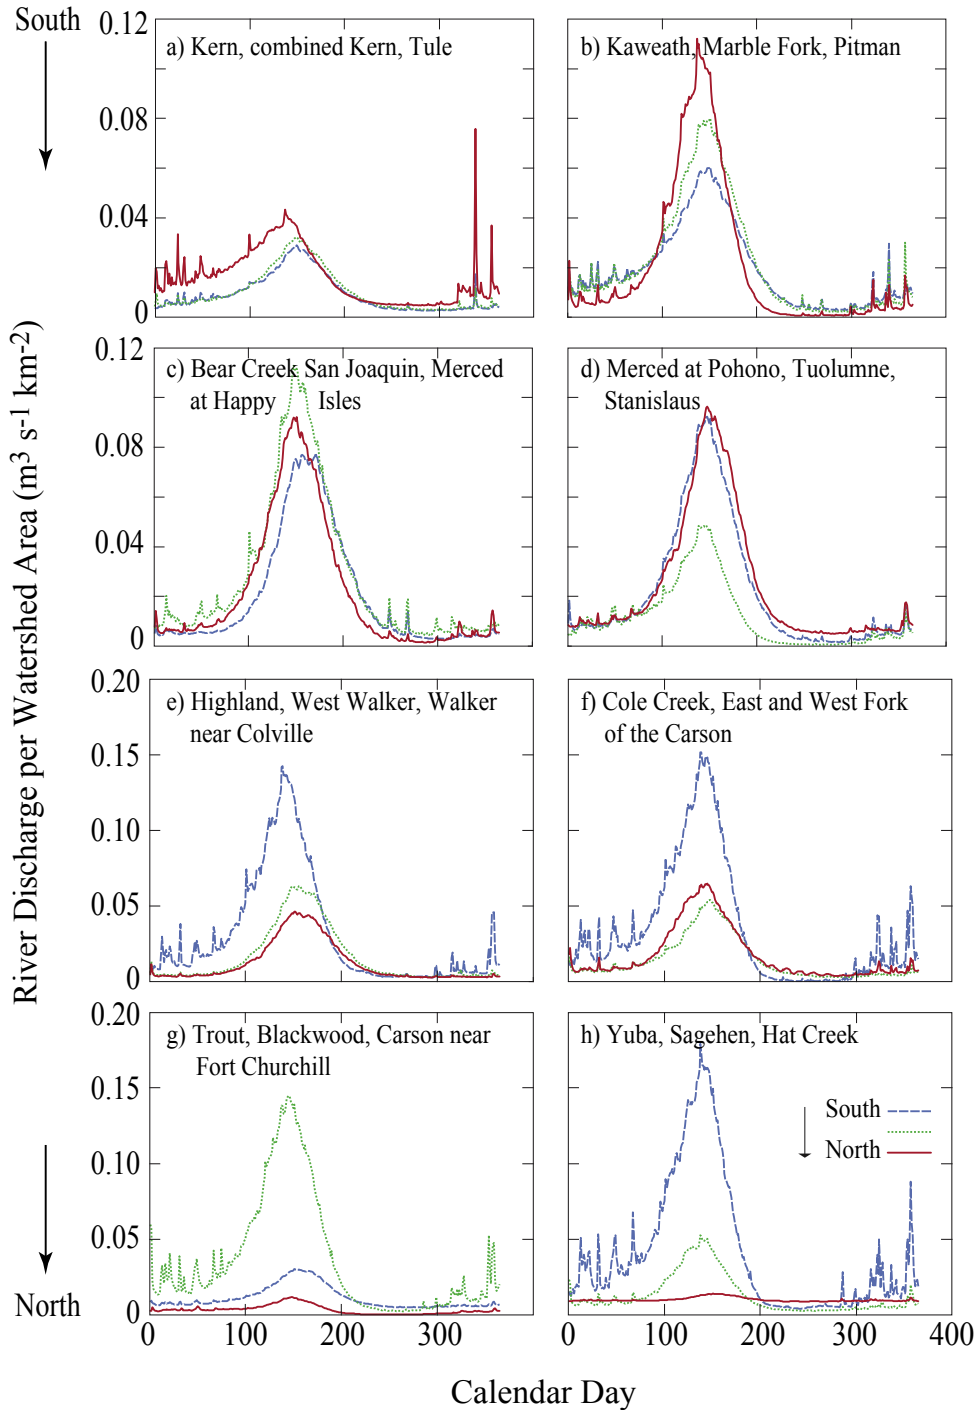 South
0.12
0.08
0.04
0
a) Kern, combined Kern, Tule
b) Kaweath, Marble Fork, Pitman
0.12
0.08
0.04
0
c) Bear Creek San Joaquin, Merced
at Happy Isles
d) Merced at Pohono, Tuolumne,
Stanislaus
River Discharge per Watershed Area (m³ s⁻¹ km⁻²)
0.20
0.15
0.10
0.05
0
e) Highland, West Walker, Walker
near Colville
f) Cole Creek, East and West Fork
of the Carson
0.20
0.15
0.10
0.05
0
g) Trout, Blackwood, Carson near
Fort Churchill
h) Yuba, Sagehen, Hat Creek
South
North
North
0 100 200 300
0 100 200 300 400
Calendar Day